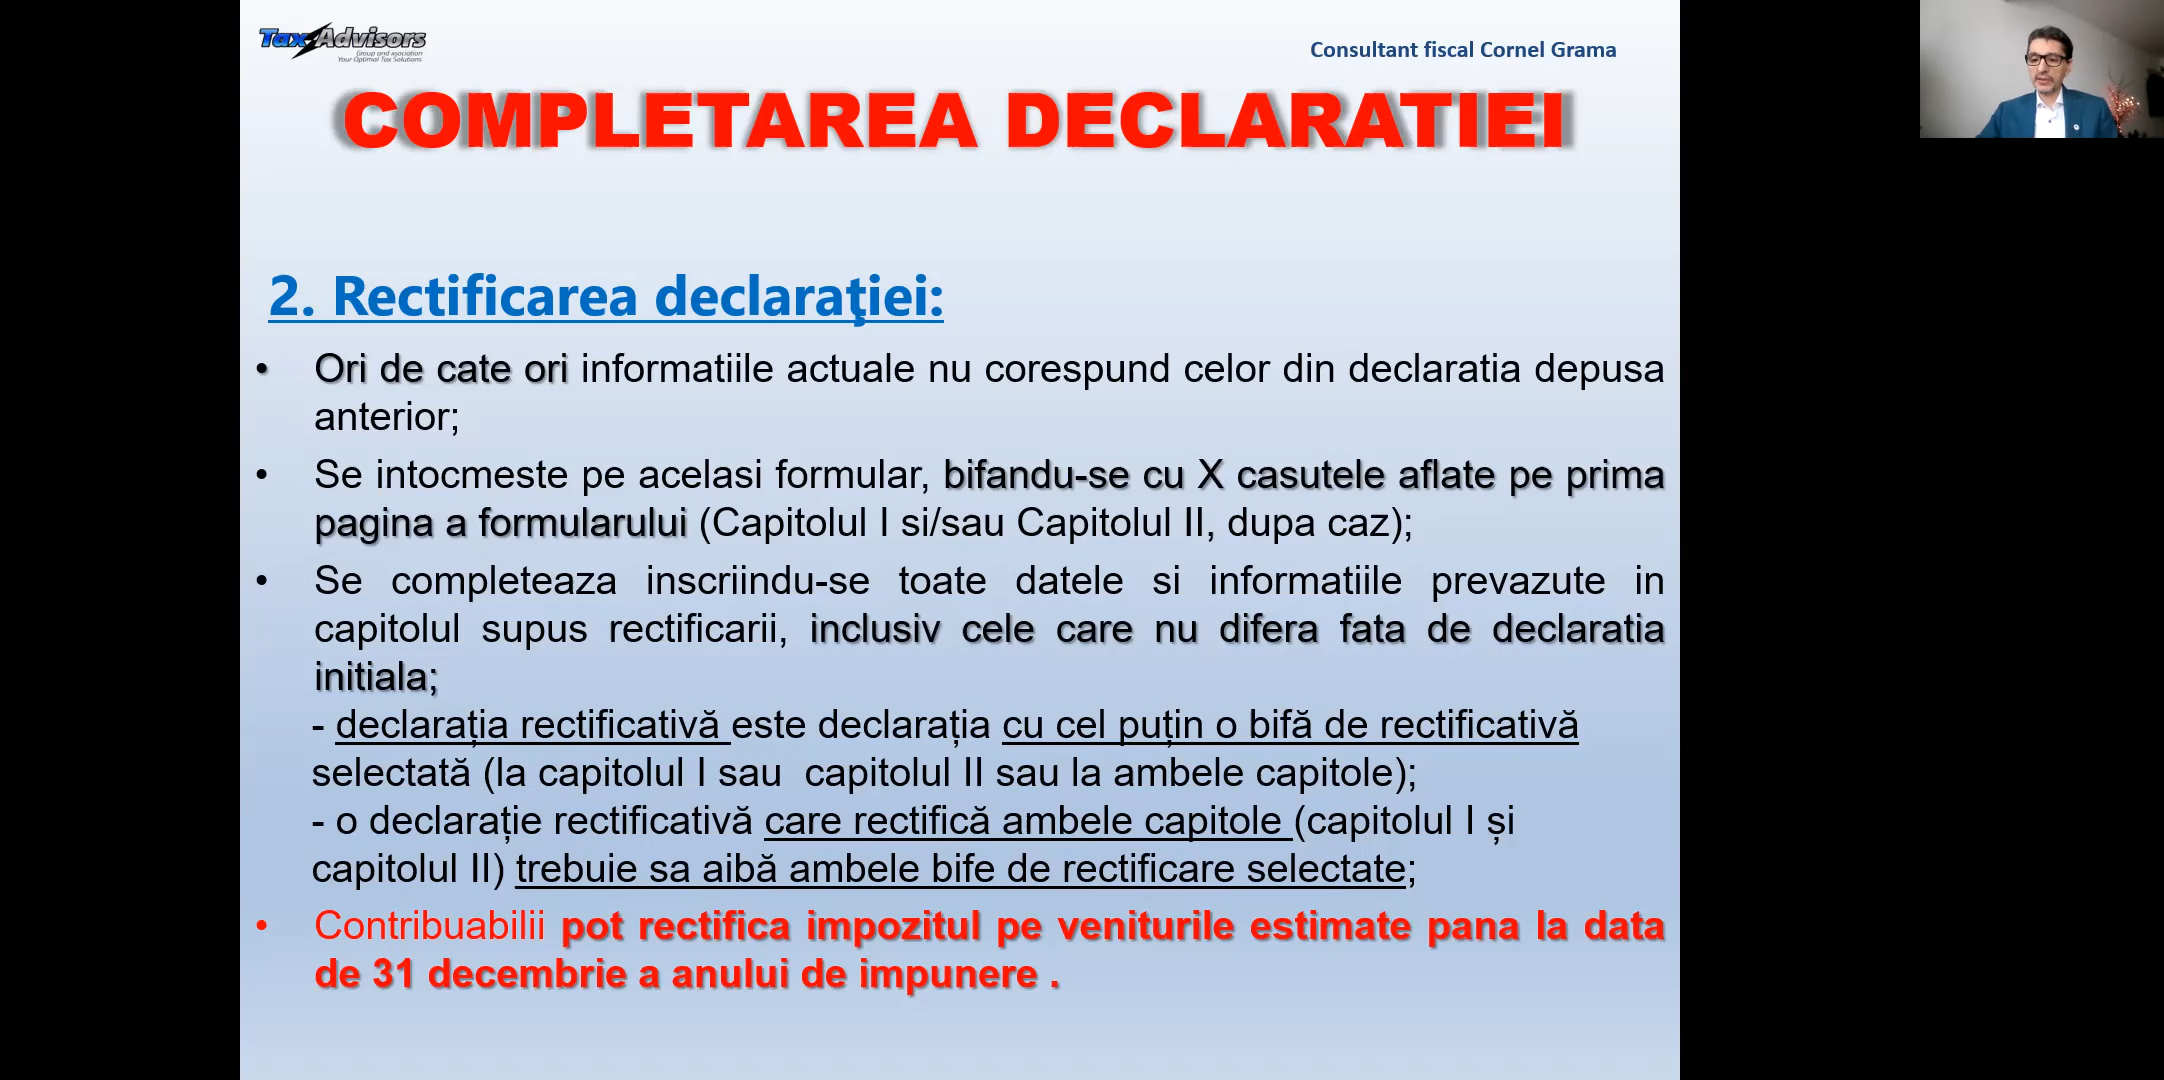 Tax Advisors
Group and asociation
Your Optimal Tax Solutions
Consultant fiscal Cornel Grama
COMPLETAREA DECLARATIEI
2. Rectificarea declaraţiei:
• Ori de cate ori informatiile actuale nu corespund celor din declaratia depusa
anterior;
• Se intocmeste pe acelasi formular, bifandu-se cu X casutele aflate pe prima
pagina a formularului (Capitolul I si/sau Capitolul II, dupa caz);
• Se completeaza inscriindu-se toate datele si informatiile prevazute in
capitolul supus rectificarii, inclusiv cele care nu difera fata de declaratia
initiala;
- declarația rectificativă este declarația cu cel puțin o bifă de rectificativă
selectată (la capitolul I sau capitolul II sau la ambele capitole);
- o declarație rectificativă care rectifică ambele capitole (capitolul I și
capitolul II) trebuie sa aibă ambele bife de rectificare selectate;
• Contribuabilii pot rectifica impozitul pe veniturile estimate pana la data
de 31 decembrie a anului de impunere .